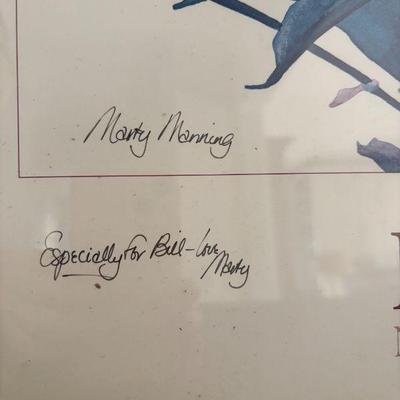 Marty Manning
Especially for Bill - Love
Marty